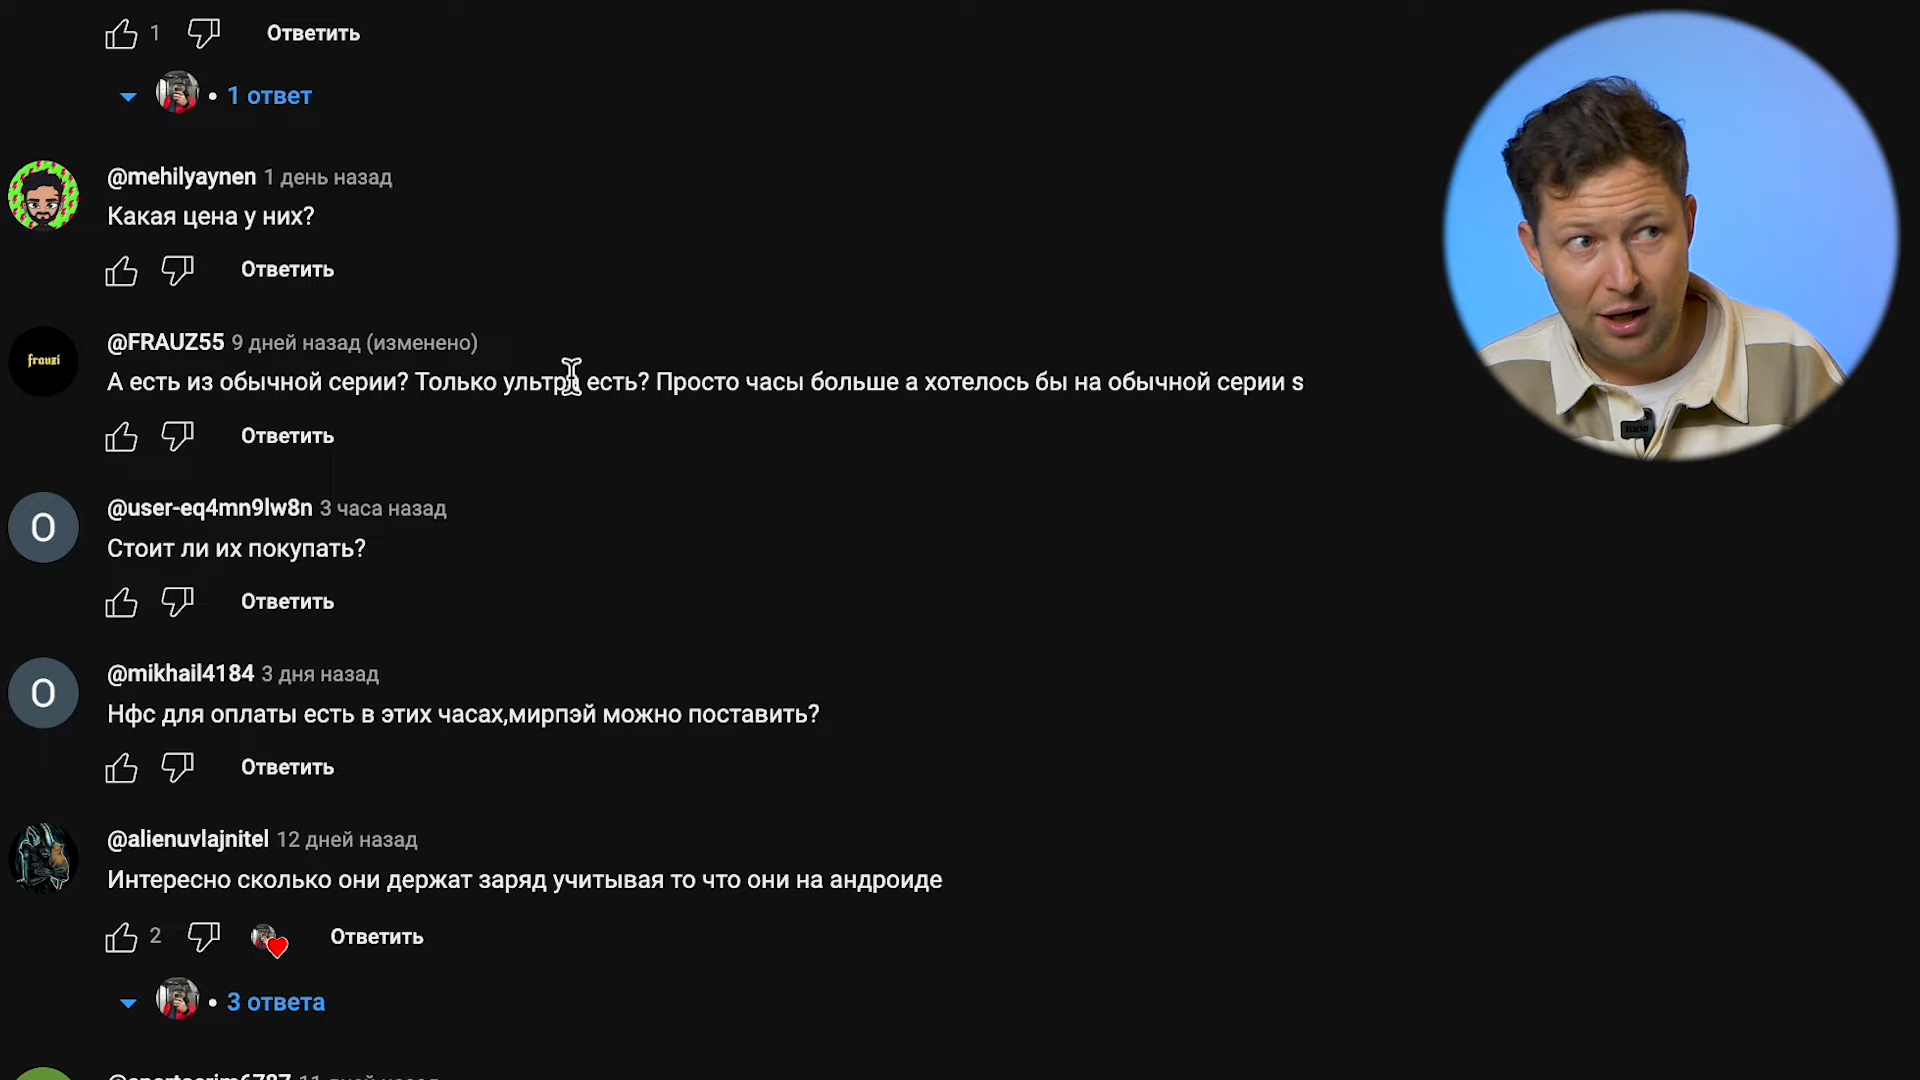 1 Ответить
• 1 ответ
@mehilyaynen 1 день назад
Какая цена у них?
Ответить
frauzi
@FRAUZ55 9 дней назад (изменено)
А есть из обычной серии? Только ультра есть? Просто часы больше а хотелось бы на обычной серии s
Ответить
O
@user-eq4mn9lw8n 3 часа назад
Стоит ли их покупать?
Ответить
O
@mikhail4184 3 дня назад
Нфс для оплаты есть в этих часах,мирпэй можно поставить?
Ответить
@alienuvlajnitel 12 дней назад
Интересно сколько они держат заряд учитывая то что они на андроиде
2 Ответить
• 3 ответа
11 дней назад